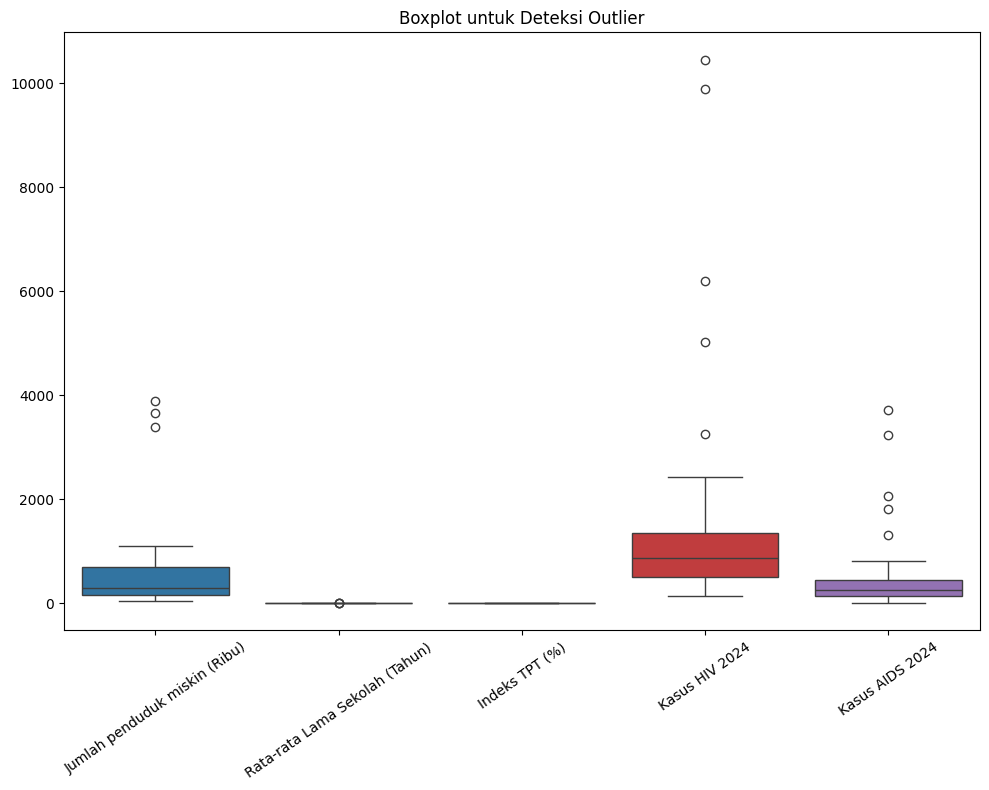 Boxplot untuk Deteksi Outlier
10000
8000
6000
4000
2000
0
Jumlah penduduk miskin (Ribu)
Rata-rata Lama Sekolah (Tahun)
Indeks TPT (%)
Kasus HIV 2024
Kasus AIDS 2024